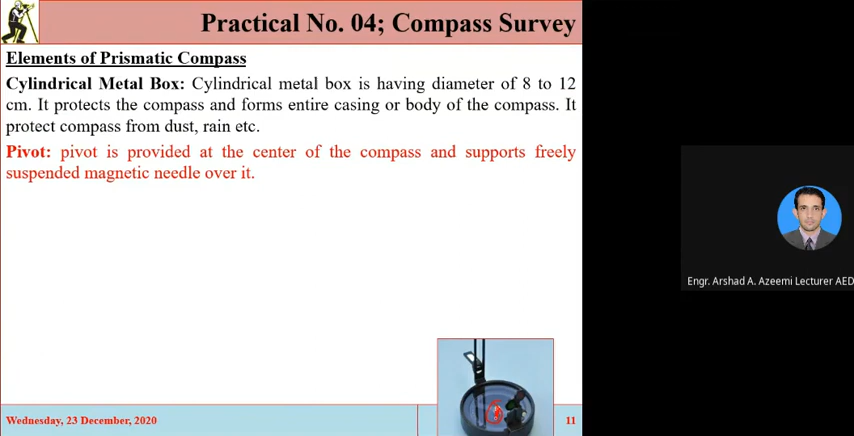 Practical No. 04; Compass Survey
Elements of Prismatic Compass
Cylindrical Metal Box: Cylindrical metal box is having diameter of 8 to 12
cm. It protects the compass and forms entire casing or body of the compass. It
protect compass from dust, rain etc.
Pivot: pivot is provided at the center of the compass and supports freely
suspended magnetic needle over it.
Engr. Arshad A. Azeemi Lecturer AED
Wednesday, 23 December, 2020
11